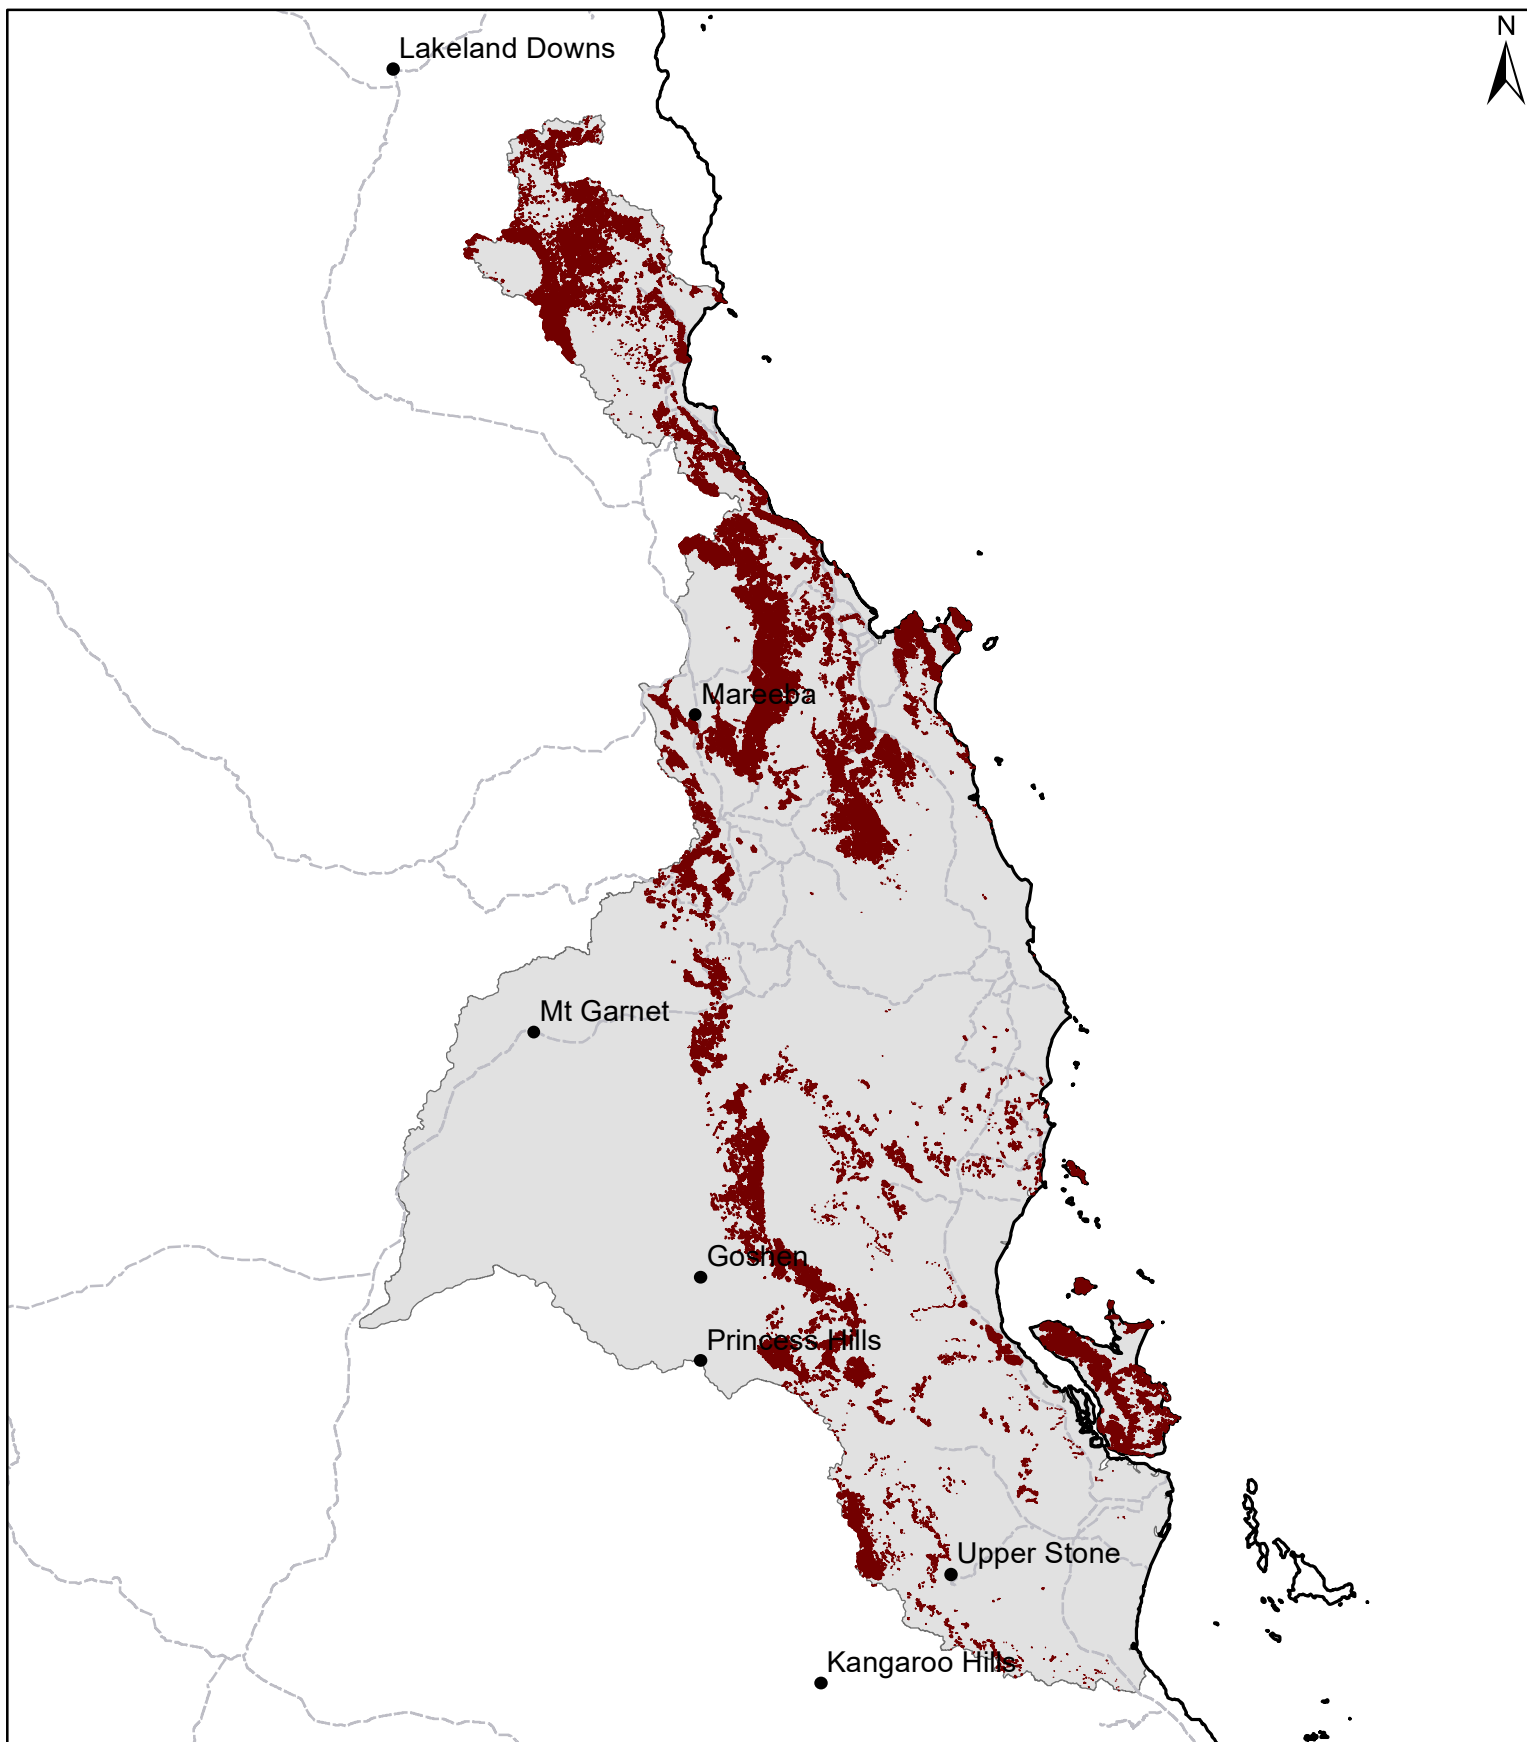 N
Lakeland Downs
Mareeba
Mt Garnet
Goshen
Princess Hills
Upper Stone
Kangaroo Hills